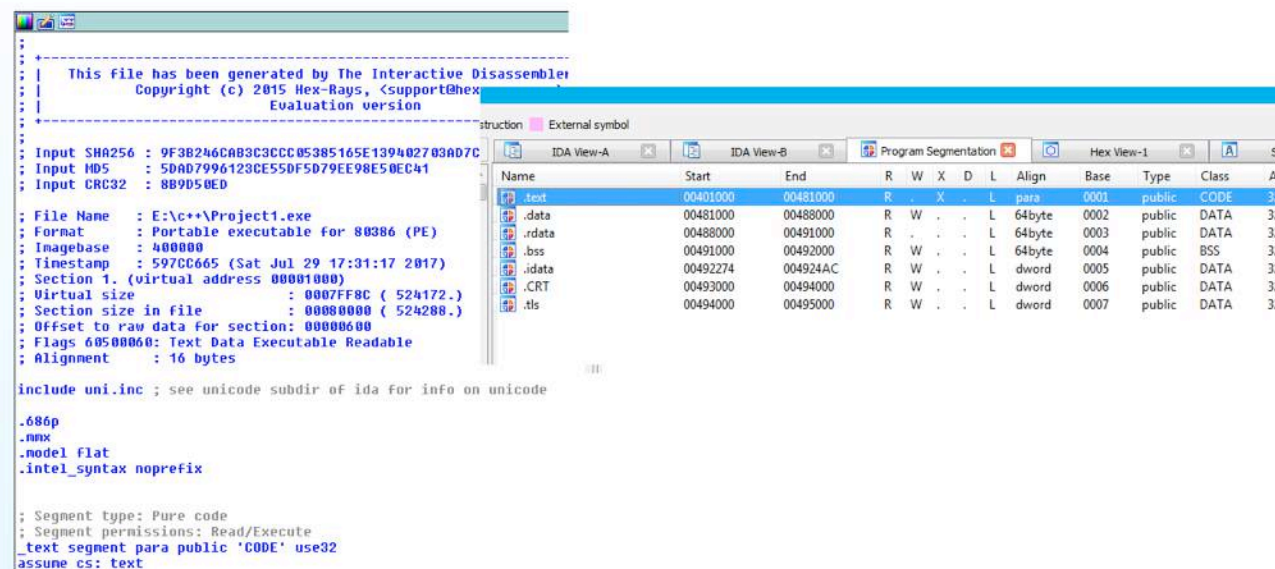 ;
; +------------------------------------------------------------
; |   This file has been generated by The Interactive Disassembler
; |           Copyright (c) 2015 Hex-Rays, <support@hex
; |                          Evaluation version
; +------------------------------------------------------------
;
; Input SHA256 : 9F3B246CAB3C3CCC05385165E139402703AD7C
; Input MD5    : 5DAD7996123CE55DF5D79EE98E50EC41
; Input CRC32  : 8B9D50ED
; File Name   : E:\c++\Project1.exe
; Format      : Portable executable for 80386 (PE)
; Imagebase   : 400000
; Timestamp   : 597CC665 (Sat Jul 29 17:31:17 2017)
; Section 1. (virtual address 00001000)
; Virtual size                  : 0007FF8C ( 524172.)
; Section size in file          : 00080000 ( 524288.)
; Offset to raw data for section: 00000600
; Flags 60500060: Text Data Executable Readable
; Alignment     : 16 bytes
include uni.inc ; see unicode subdir of ida for info on unicode
.686p
.mmx
.model flat
.intel_syntax noprefix
; Segment type: Pure code
; Segment permissions: Read/Execute
_text segment para public 'CODE' use32
assume cs:_text
struction External symbol
IDA View-A IDA View-B Program Segmentation Hex View-1 A S
Name Start End R W X D L Align Base Type public Class A
.text 00401000 00481000 R . X . L para 0001 public CODE 3
.data 00481000 00488000 R W . . L 64byte 0002 public DATA 3
.rdata 00488000 00491000 R . . . L 64byte 0003 public DATA 3
.bss 00491000 00492000 R W . . L 64byte 0004 public BSS 3
.idata 00492274 004924AC R W . . L dword 0005 public DATA 3
.CRT 00493000 00494000 R W . . L dword 0006 public DATA 3
.tls 00494000 00495000 R W . . L dword 0007 public DATA 3